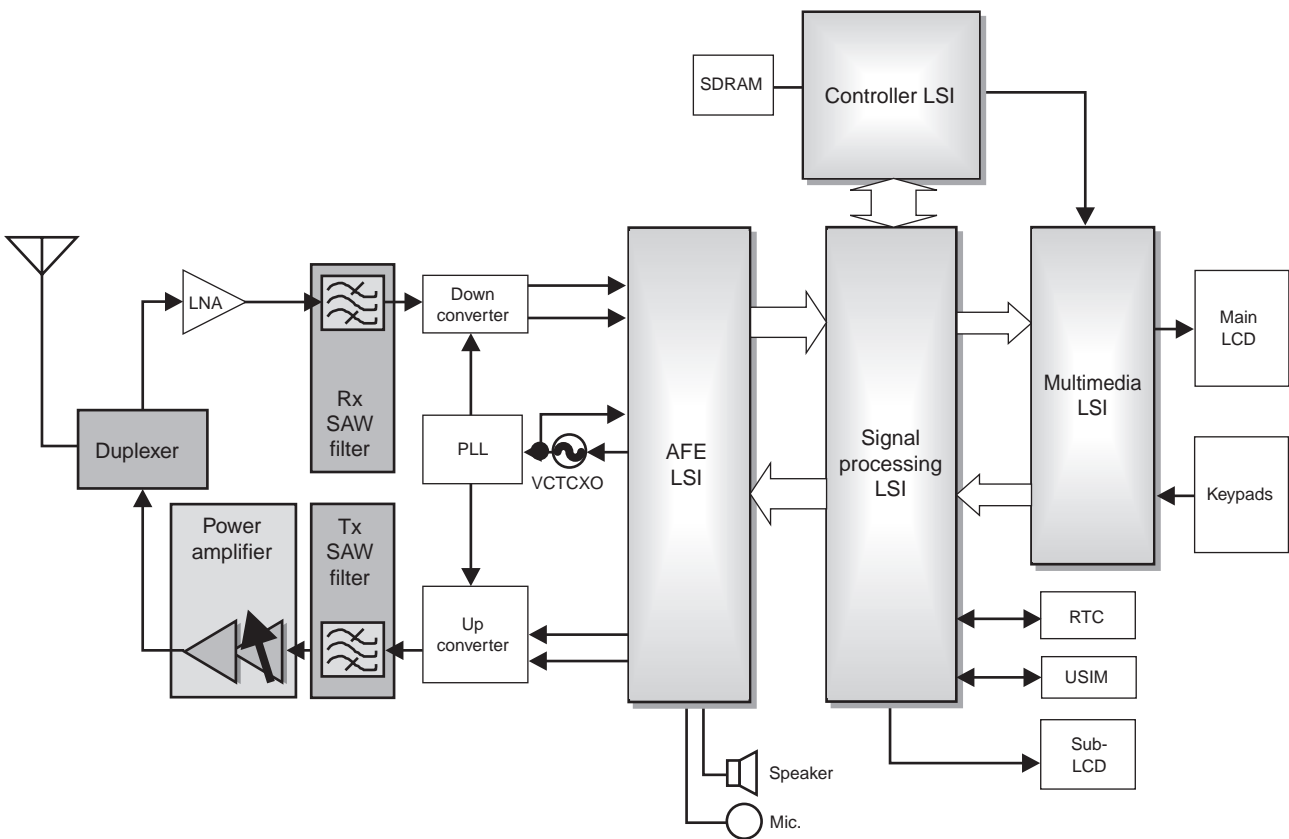 SDRAM
Controller LSI
LNA
Down
converter
Rx
SAW
filter
Duplexer
PLL
VCTCXO
AFE
LSI
Signal
processing
LSI
Multimedia
LSI
Main
LCD
Keypads
Power
amplifier
Tx
SAW
filter
Up
converter
RTC
USIM
Sub-
LCD
Speaker
Mic.